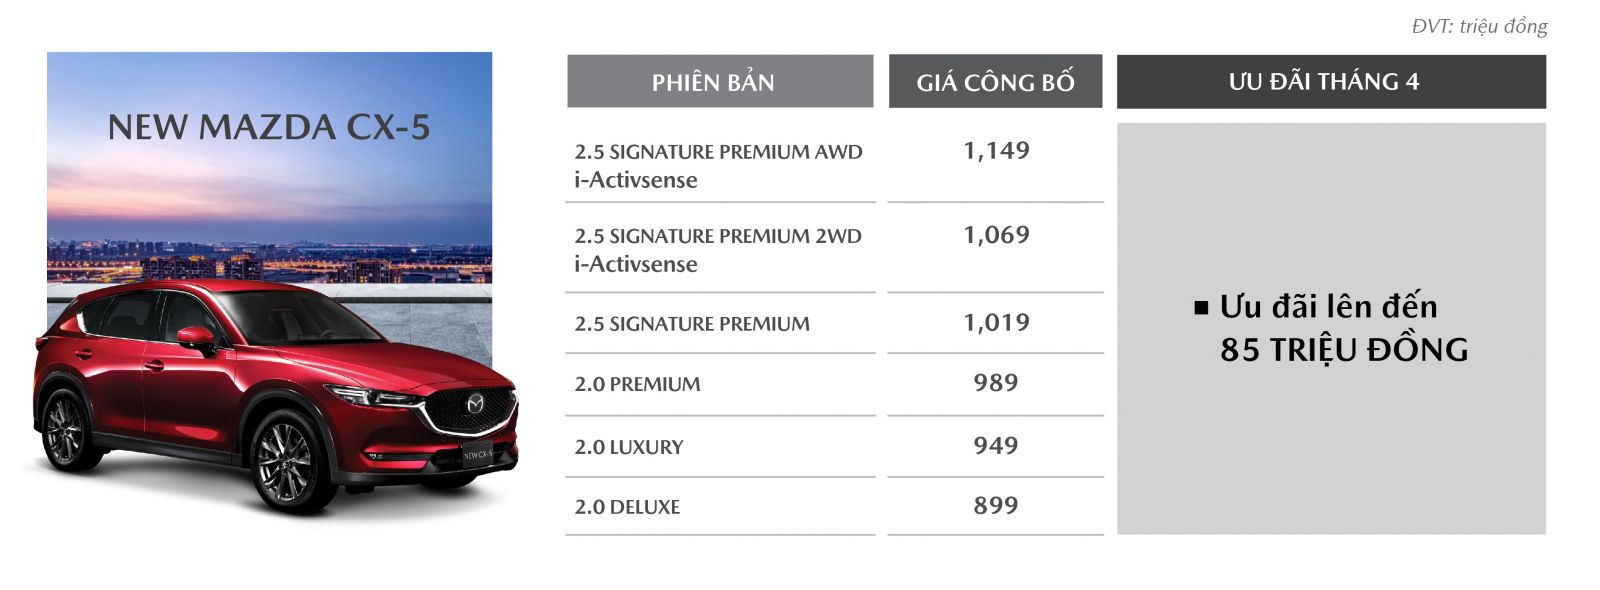 ĐVT: triệu đồng
NEW MAZDA CX-5
PHIÊN BẢN GIÁ CÔNG BỐ ƯU ĐÃI THÁNG 4
2.5 SIGNATURE PREMIUM AWD 1,149
i-Activsense
2.5 SIGNATURE PREMIUM 2WD 1,069
i-Activsense
2.5 SIGNATURE PREMIUM 1,019
2.0 PREMIUM 989
2.0 LUXURY 949
2.0 DELUXE 899
▪ Ưu đãi lên đến
85 TRIỆU ĐỒNG
NEW CX-5